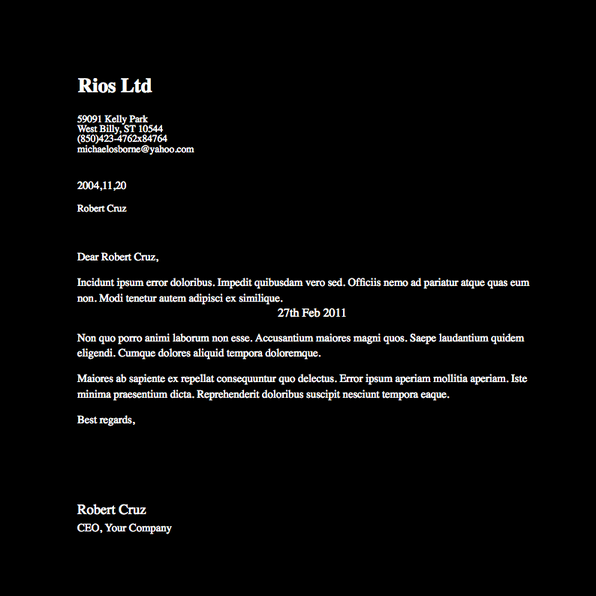 Rios Ltd
59091 Kelly Park
West Billy, ST 10544
(850)423-4762x84764
michaelosborne@yahoo.com
2004,11,20
Robert Cruz
Dear Robert Cruz,
Incidunt ipsum error doloribus. Impedit quibusdam vero sed. Officiis nemo ad pariatur atque quas eum
non. Modi tenetur autem adipisci ex similique.
27th Feb 2011
Non quo porro animi laborum non esse. Accusantium maiores magni quos. Saepe laudantium quidem
eligendi. Cumque dolores aliquid tempora doloremque.
Maiores ab sapiente ex repellat consequuntur quo delectus. Error ipsum aperiam mollitia aperiam. Iste
minima praesentium dicta. Reprehenderit doloribus suscipit nesciunt tempora eaque.
Best regards,
Robert Cruz
CEO, Your Company